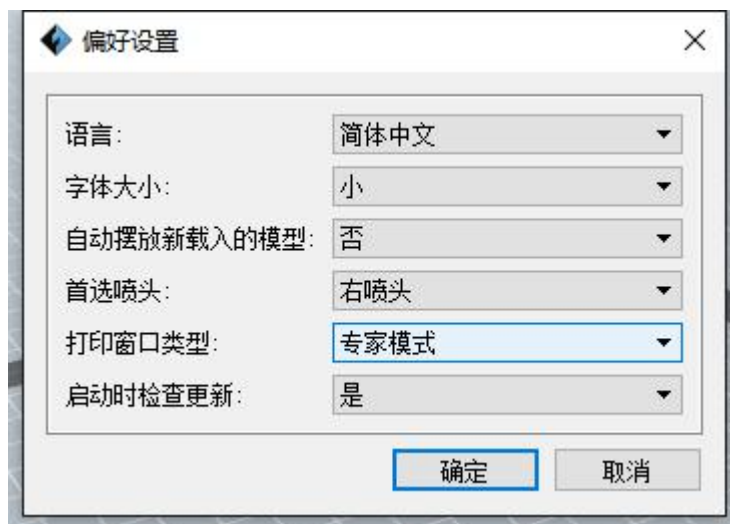 偏好设置
语言: 简体中文
字体大小: 小
自动摆放新载入的模型: 否
首选喷头: 右喷头
打印窗口类型: 专家模式
启动时检查更新: 是
确定 取消